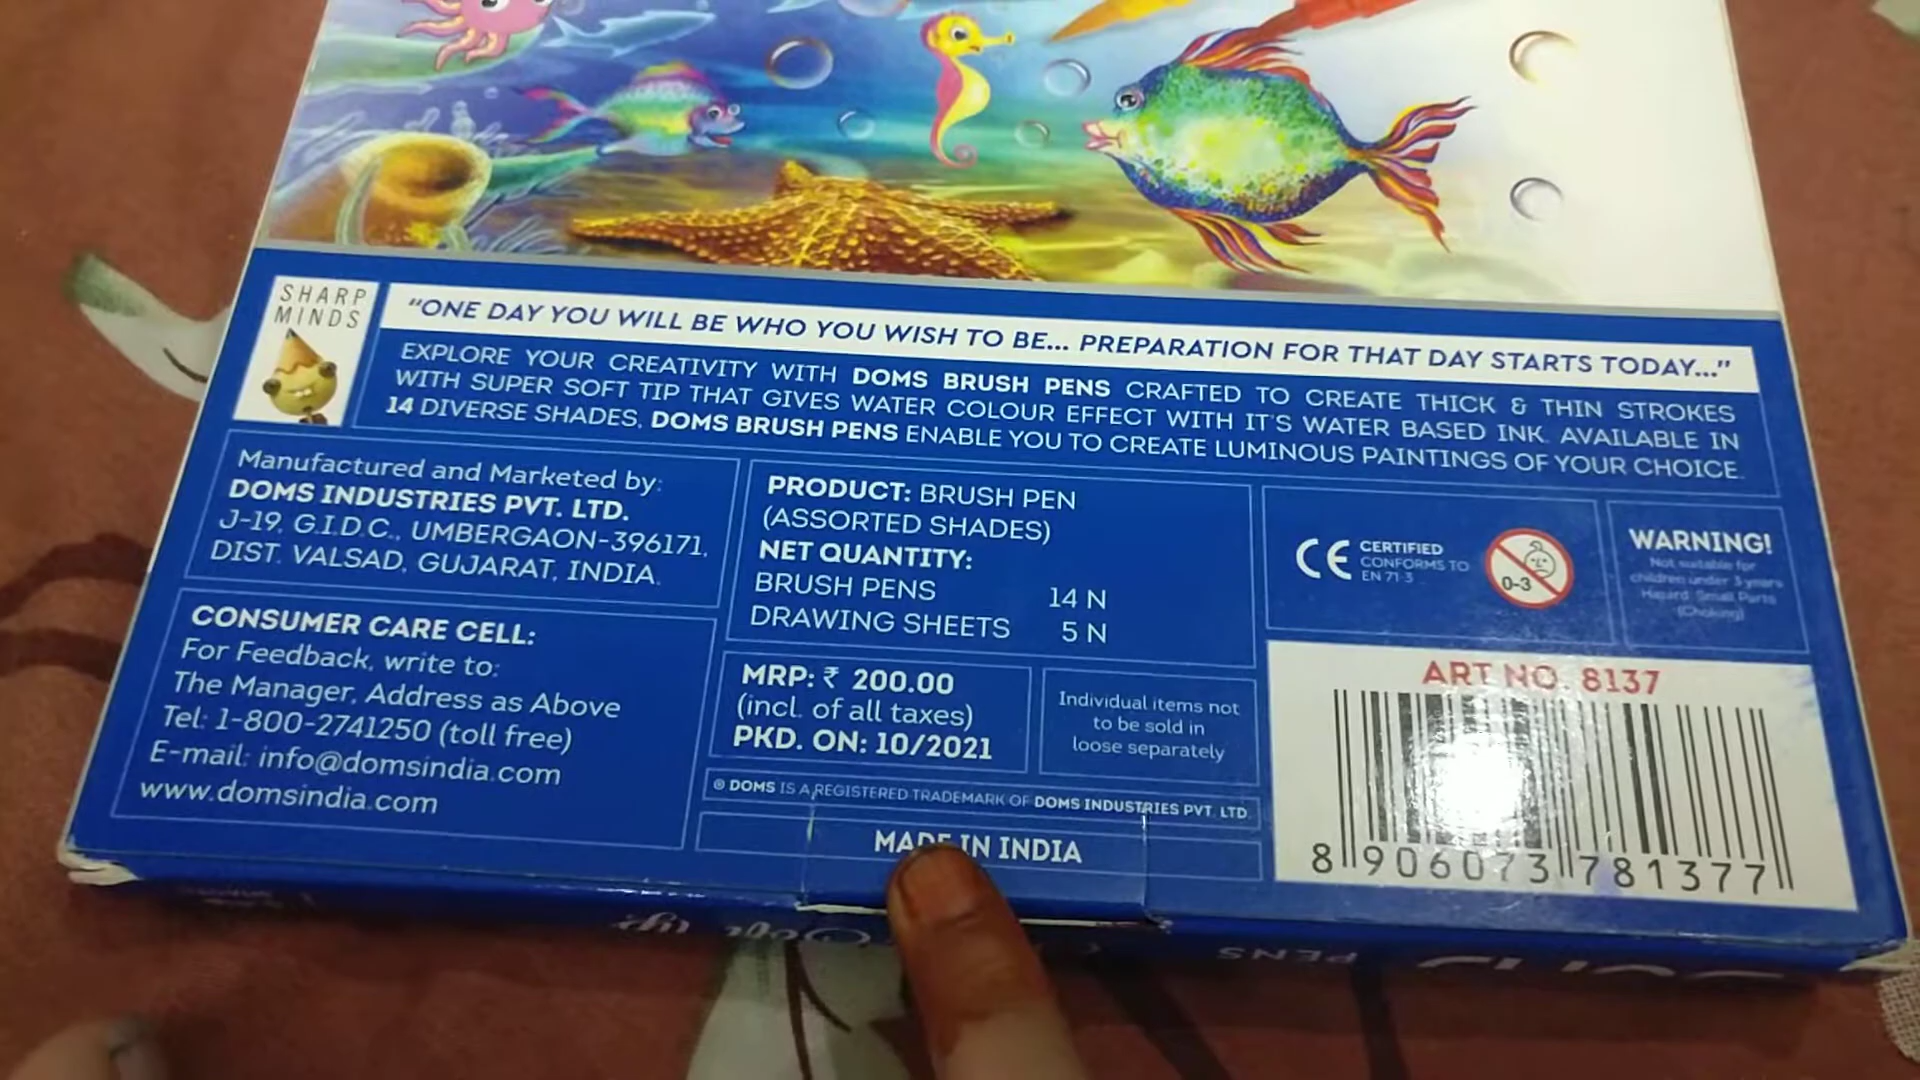 SHARP
MINDS
“ONE DAY YOU WILL BE WHO YOU WISH TO BE... PREPARATION FOR THAT DAY STARTS TODAY...”
EXPLORE YOUR CREATIVITY WITH DOMS BRUSH PENS CRAFTED TO CREATE THICK & THIN STROKES
WITH SUPER SOFT TIP THAT GIVES WATER COLOUR EFFECT WITH IT'S WATER BASED INK. AVAILABLE IN
14 DIVERSE SHADES, DOMS BRUSH PENS ENABLE YOU TO CREATE LUMINOUS PAINTINGS OF YOUR CHOICE.
Manufactured and Marketed by:
DOMS INDUSTRIES PVT. LTD.
J-19, G.I.D.C., UMBERGAON-396171,
DIST. VALSAD, GUJARAT, INDIA.
CONSUMER CARE CELL:
For Feedback, write to:
The Manager, Address as Above
Tel: 1-800-2741250 (toll free)
E-mail: info@domsindia.com
www.domsindia.com
PRODUCT: BRUSH PEN
(ASSORTED SHADES)
NET QUANTITY:
BRUSH PENS 14 N
DRAWING SHEETS 5 N
MRP: ₹ 200.00
(incl. of all taxes)
PKD. ON: 10/2021
Individual items not
to be sold in
loose separately
® DOMS IS A REGISTERED TRADEMARK OF DOMS INDUSTRIES PVT. LTD.
MADE IN INDIA
CE CERTIFIED
CONFORMS TO
EN 71-3
0-3
WARNING!
Not suitable for
children under 3 years
Hazard: Small Parts
(Choking)
ART NO. 8137
8 906073 781377
PENS